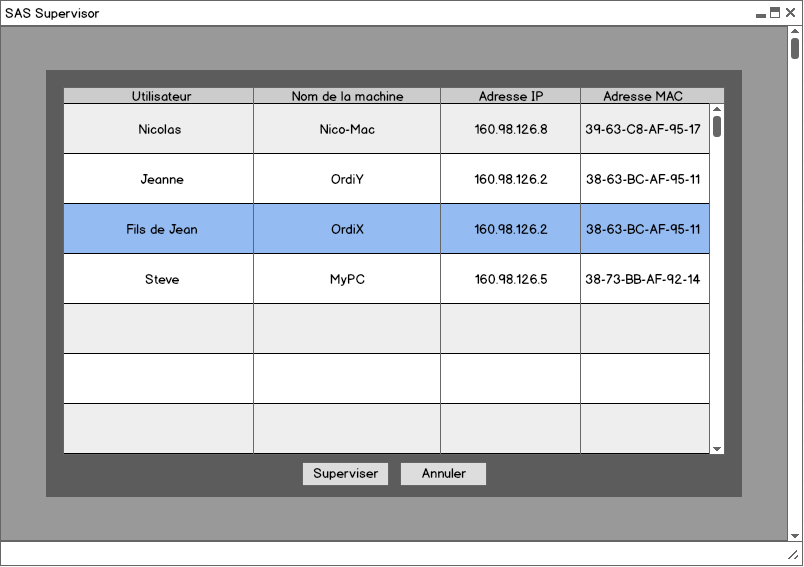 SAS Supervisor
Utilisateur Nom de la machine Adresse IP Adresse MAC
Nicolas Nico-Mac 160.98.126.8 39-63-C8-AF-95-17
Jeanne OrdiY 160.98.126.2 38-63-BC-AF-95-11
Fils de Jean OrdiX 160.98.126.2 38-63-BC-AF-95-11
Steve MyPC 160.98.126.5 38-73-BB-AF-92-14
Superviser Annuler